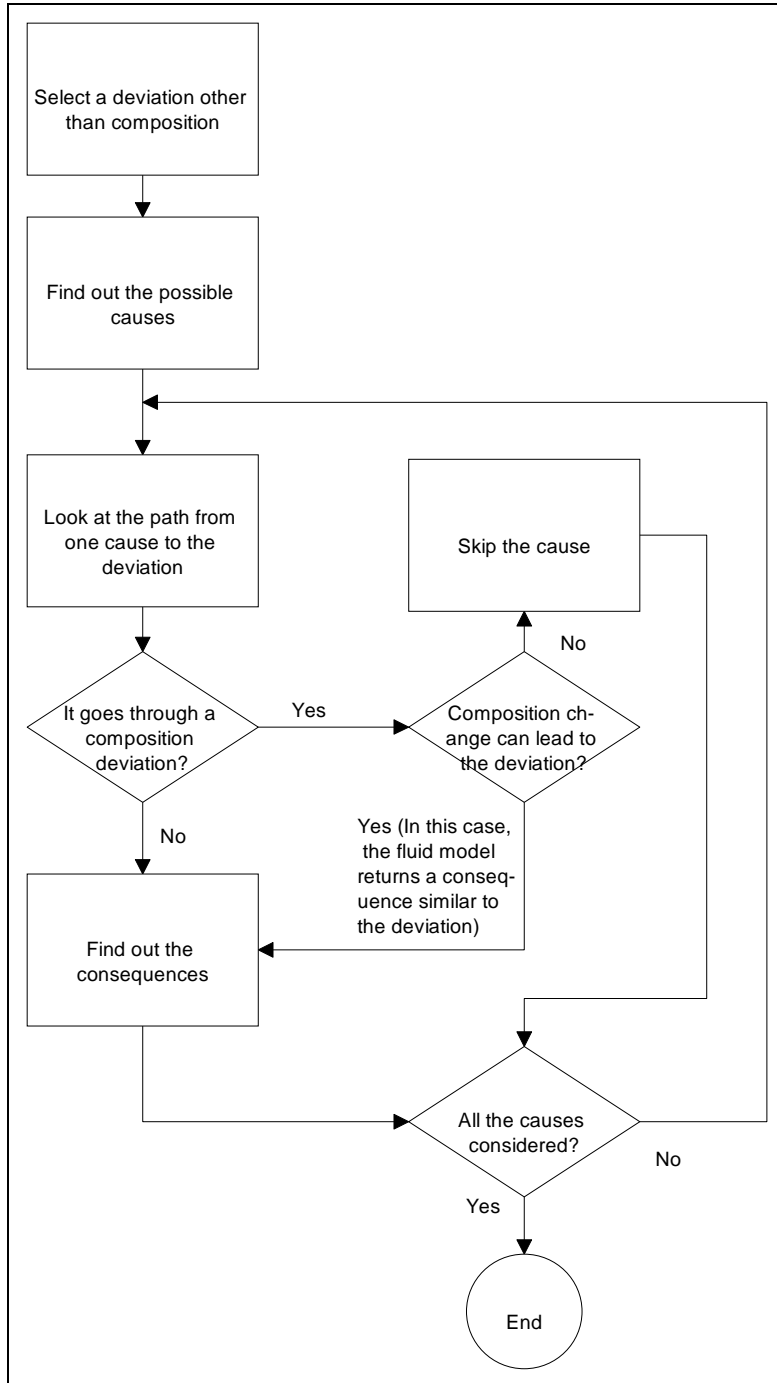 Select a deviation other
than composition
Find out the possible
causes
Look at the path from
one cause to the
deviation
Skip the cause
No
It goes through a
composition
deviation?
Yes
Composition ch-
ange can lead to
the deviation?
No
Yes (In this case,
the fluid model
returns a conseq-
uence similar to
the deviation)
Find out the
consequences
All the causes
considered?
No
Yes
End